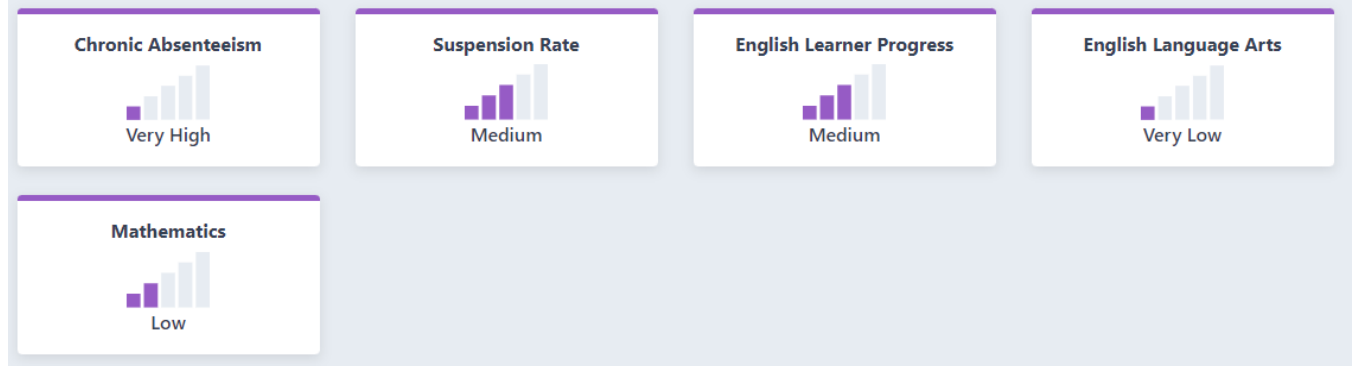 Chronic Absenteeism
Very High
Suspension Rate
Medium
English Learner Progress
Medium
English Language Arts
Very Low
Mathematics
Low